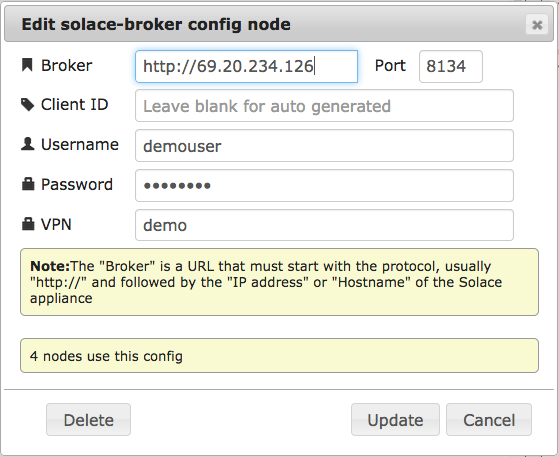 Edit solace-broker config node
Broker http://69.20.234.126 Port 8134
Client ID Leave blank for auto generated
Username demouser
Password ••••••••
VPN demo
Note:The "Broker" is a URL that must start with the protocol, usually
"http://" and followed by the "IP address" or "Hostname" of the Solace
appliance
4 nodes use this config
Delete Update Cancel